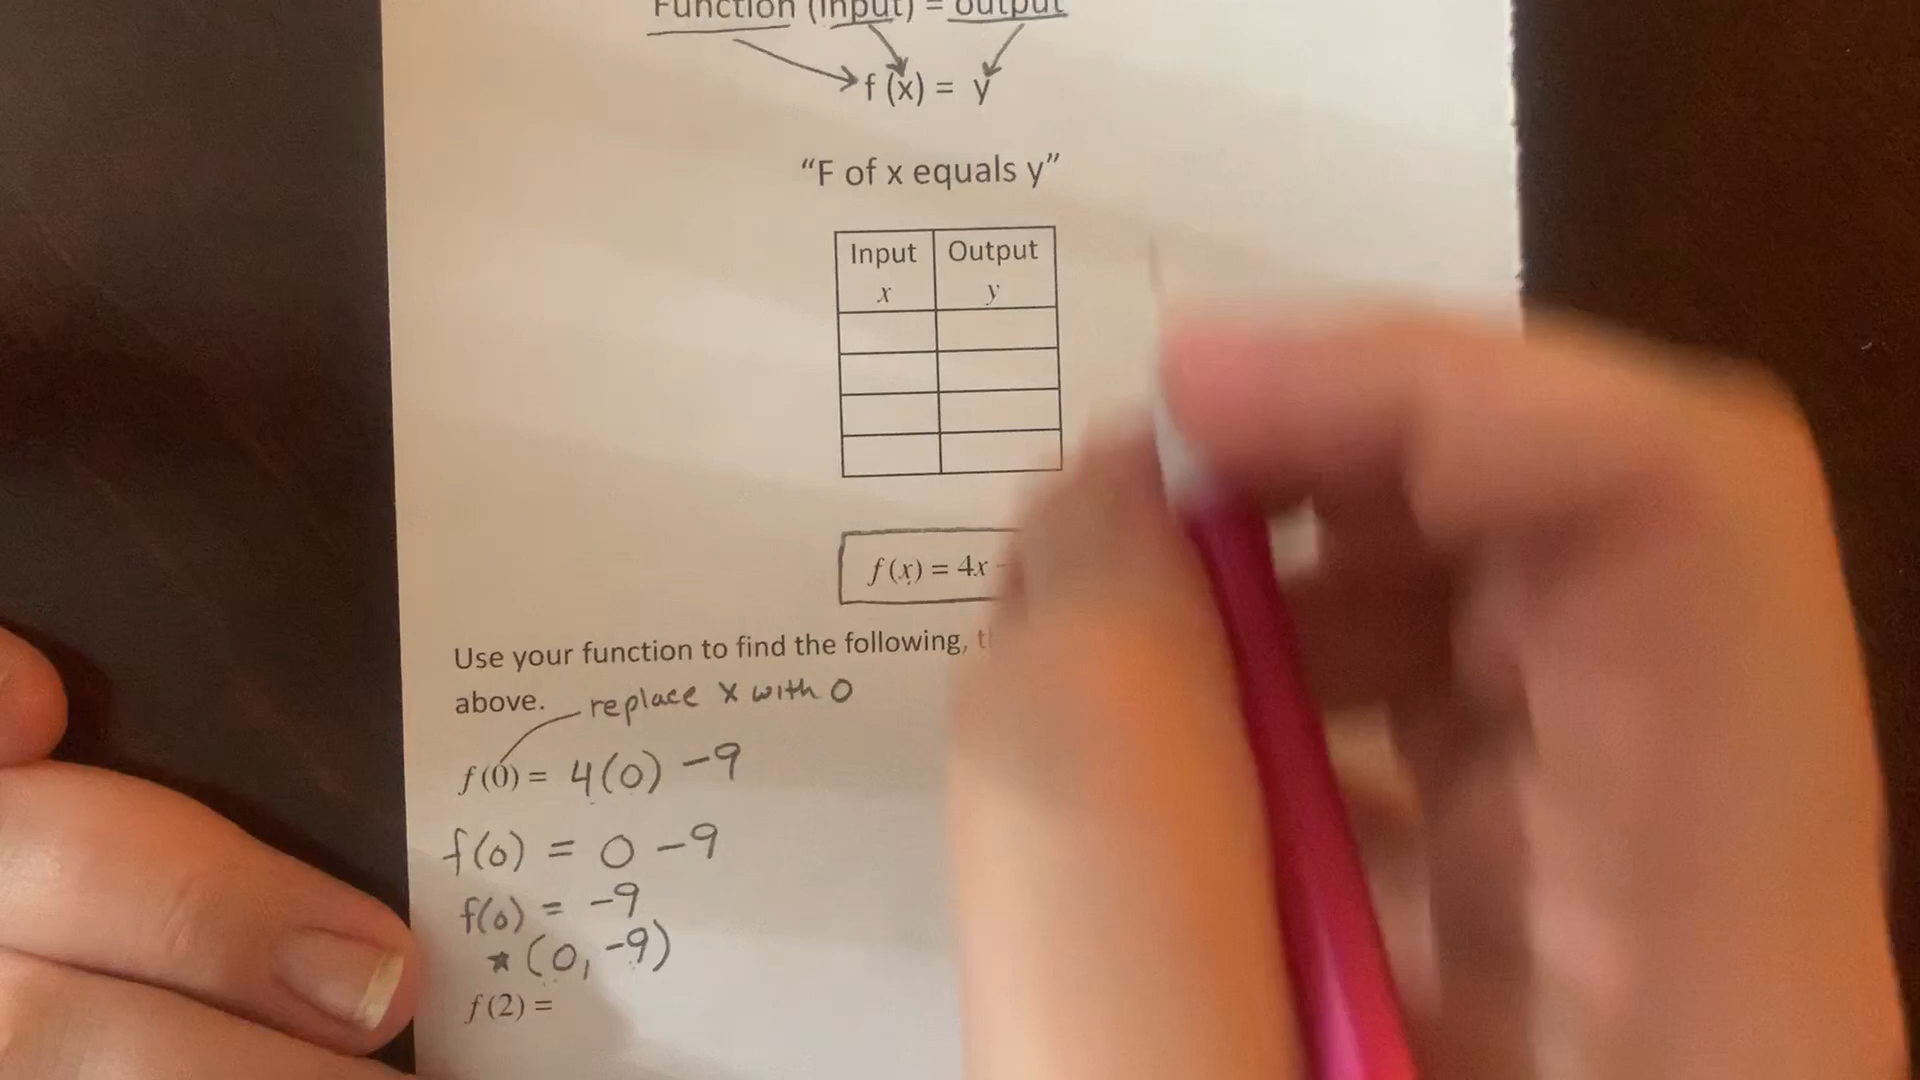 Function (input) = output
f (x) = y
“F of x equals y”
Input Output
x y
f (x) = 4x
Use your function to find the following,
above. replace x with 0
f (0) = 4(0) -9
f(0) = 0 -9
f(0) = -9
★ (0, -9)
f (2) =